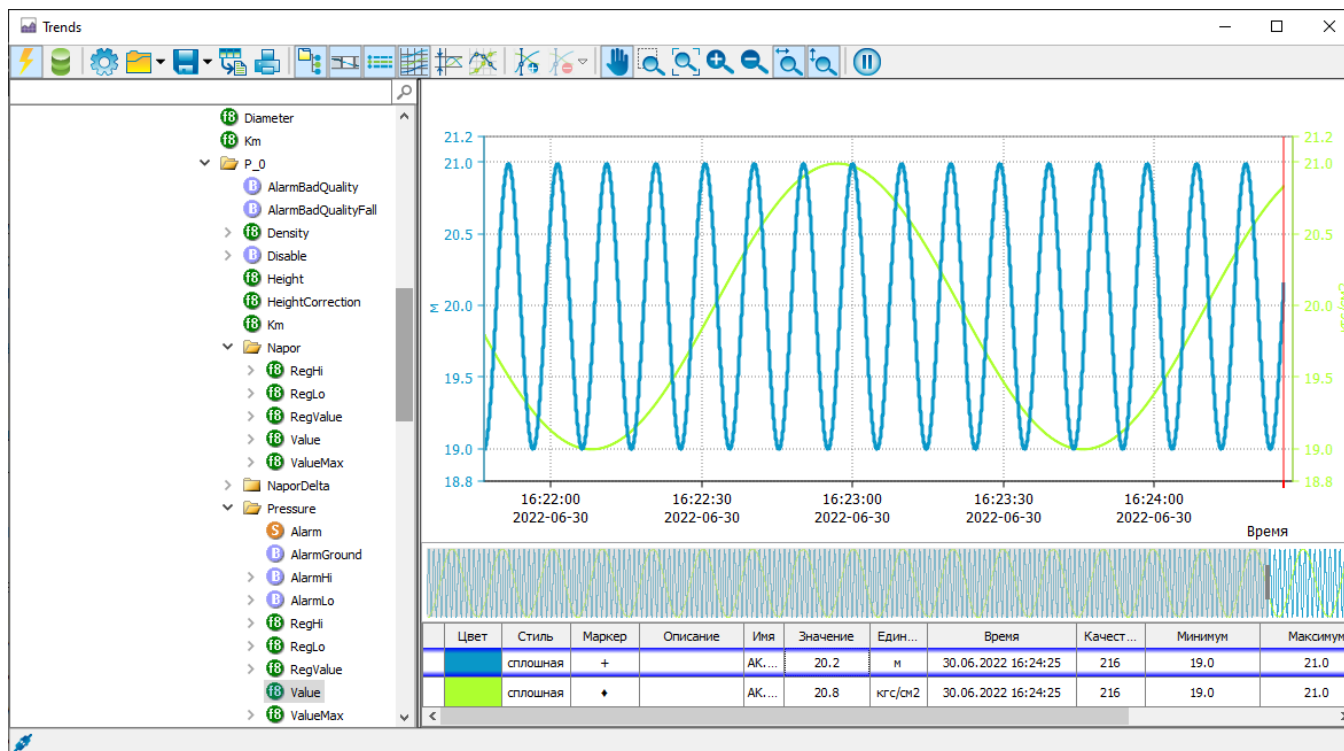 Trends
Diameter
Km
P_0
AlarmBadQuality
AlarmBadQualityFall
Density
Disable
Height
HeightCorrection
Km
Napor
RegHi
RegLo
RegValue
Value
ValueMax
NaporDelta
Pressure
Alarm
AlarmGround
AlarmHi
AlarmLo
RegHi
RegLo
RegValue
Value
ValueMax
21.2 21.2
21.0 21.0
20.5 20.5
20.0 20.0
м
19.5 19.5
19.0 19.0
18.8 18.8
16:22:00 16:22:30 16:23:00 16:23:30 16:24:00
2022-06-30 2022-06-30 2022-06-30 2022-06-30 2022-06-30
Время
Цвет Стиль Маркер Описание Имя Значение Един... Время Качест... Минимум Максимум
сплошная + АК.... 20.2 м 30.06.2022 16:24:25 216 19.0 21.0
сплошная ♦ АК.... 20.8 кгс/см2 30.06.2022 16:24:25 216 19.0 21.0